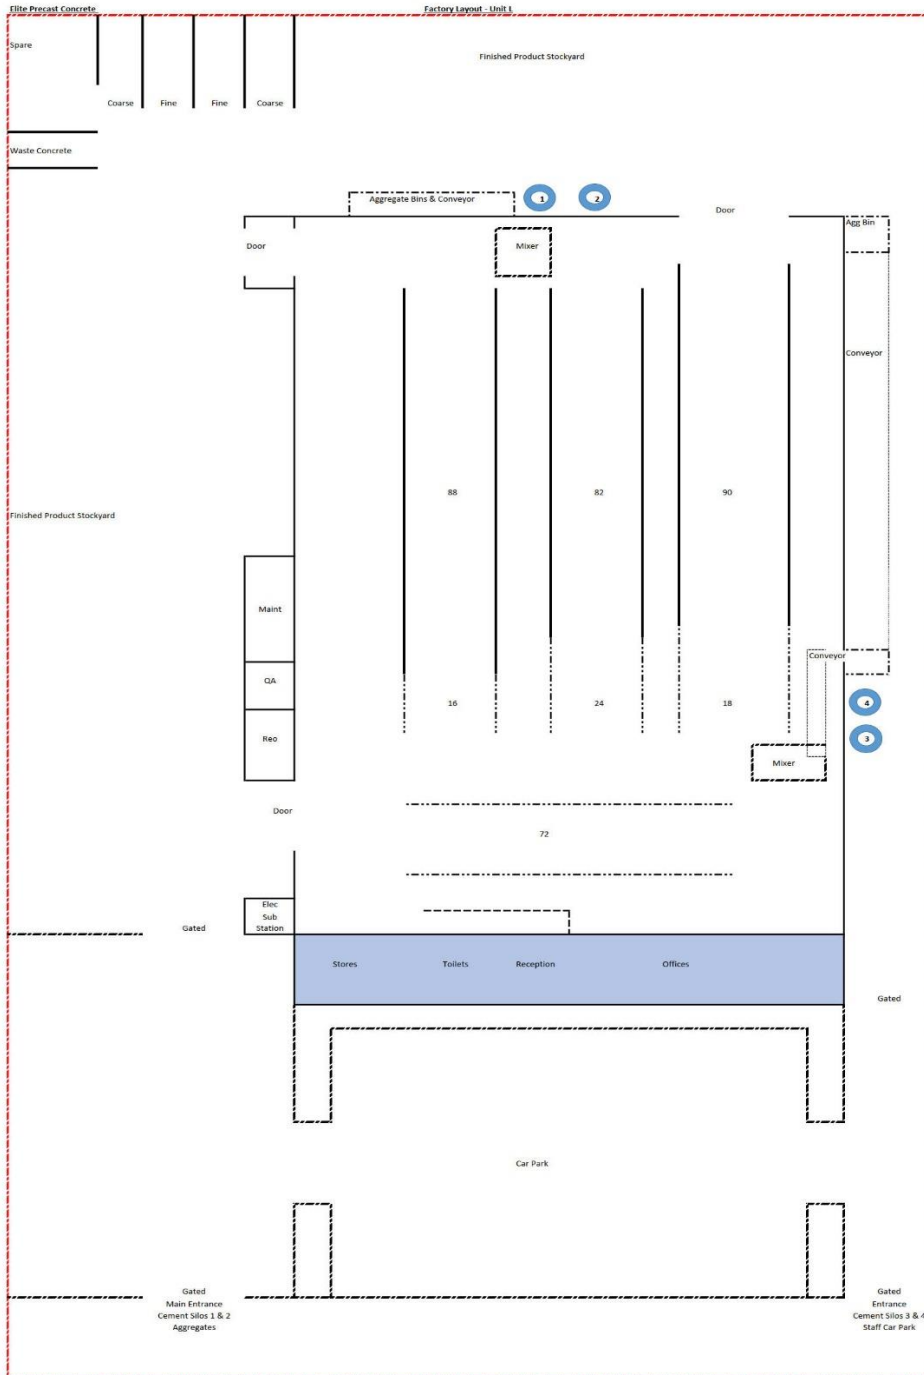 Elite Precast Concrete
Factory Layout - Unit L
Spare
Finished Product Stockyard
Coarse
Fine
Fine
Coarse
Waste Concrete
Aggregate Bins & Conveyor
1
2
Door
Agg Bin
Door
Mixer
Conveyor
88
82
90
Finished Product Stockyard
Maint
Conveyor
QA
16
24
18
4
Reo
3
Mixer
Door
72
Elec
Sub
Station
Gated
Stores
Toilets
Reception
Offices
Gated
Car Park
Gated
Main Entrance
Cement Silos 1 & 2
Aggregates
Gated
Entrance
Cement Silos 3 & 4
Staff Car Park